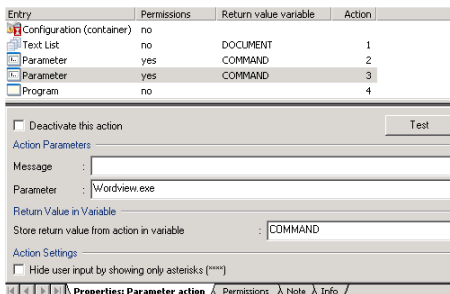 Entry Permissions Return value variable Action
Configuration (container) no
Text List no DOCUMENT 1
Parameter yes COMMAND 2
Parameter yes COMMAND 3
Program no 4
Deactivate this action Test
Action Parameters
Message :
Parameter : Wordview.exe
Return Value in Variable
Store return value from action in variable : COMMAND
Action Settings
Hide user input by showing only asterisks (****)
Properties: Parameter action Permissions Note Info